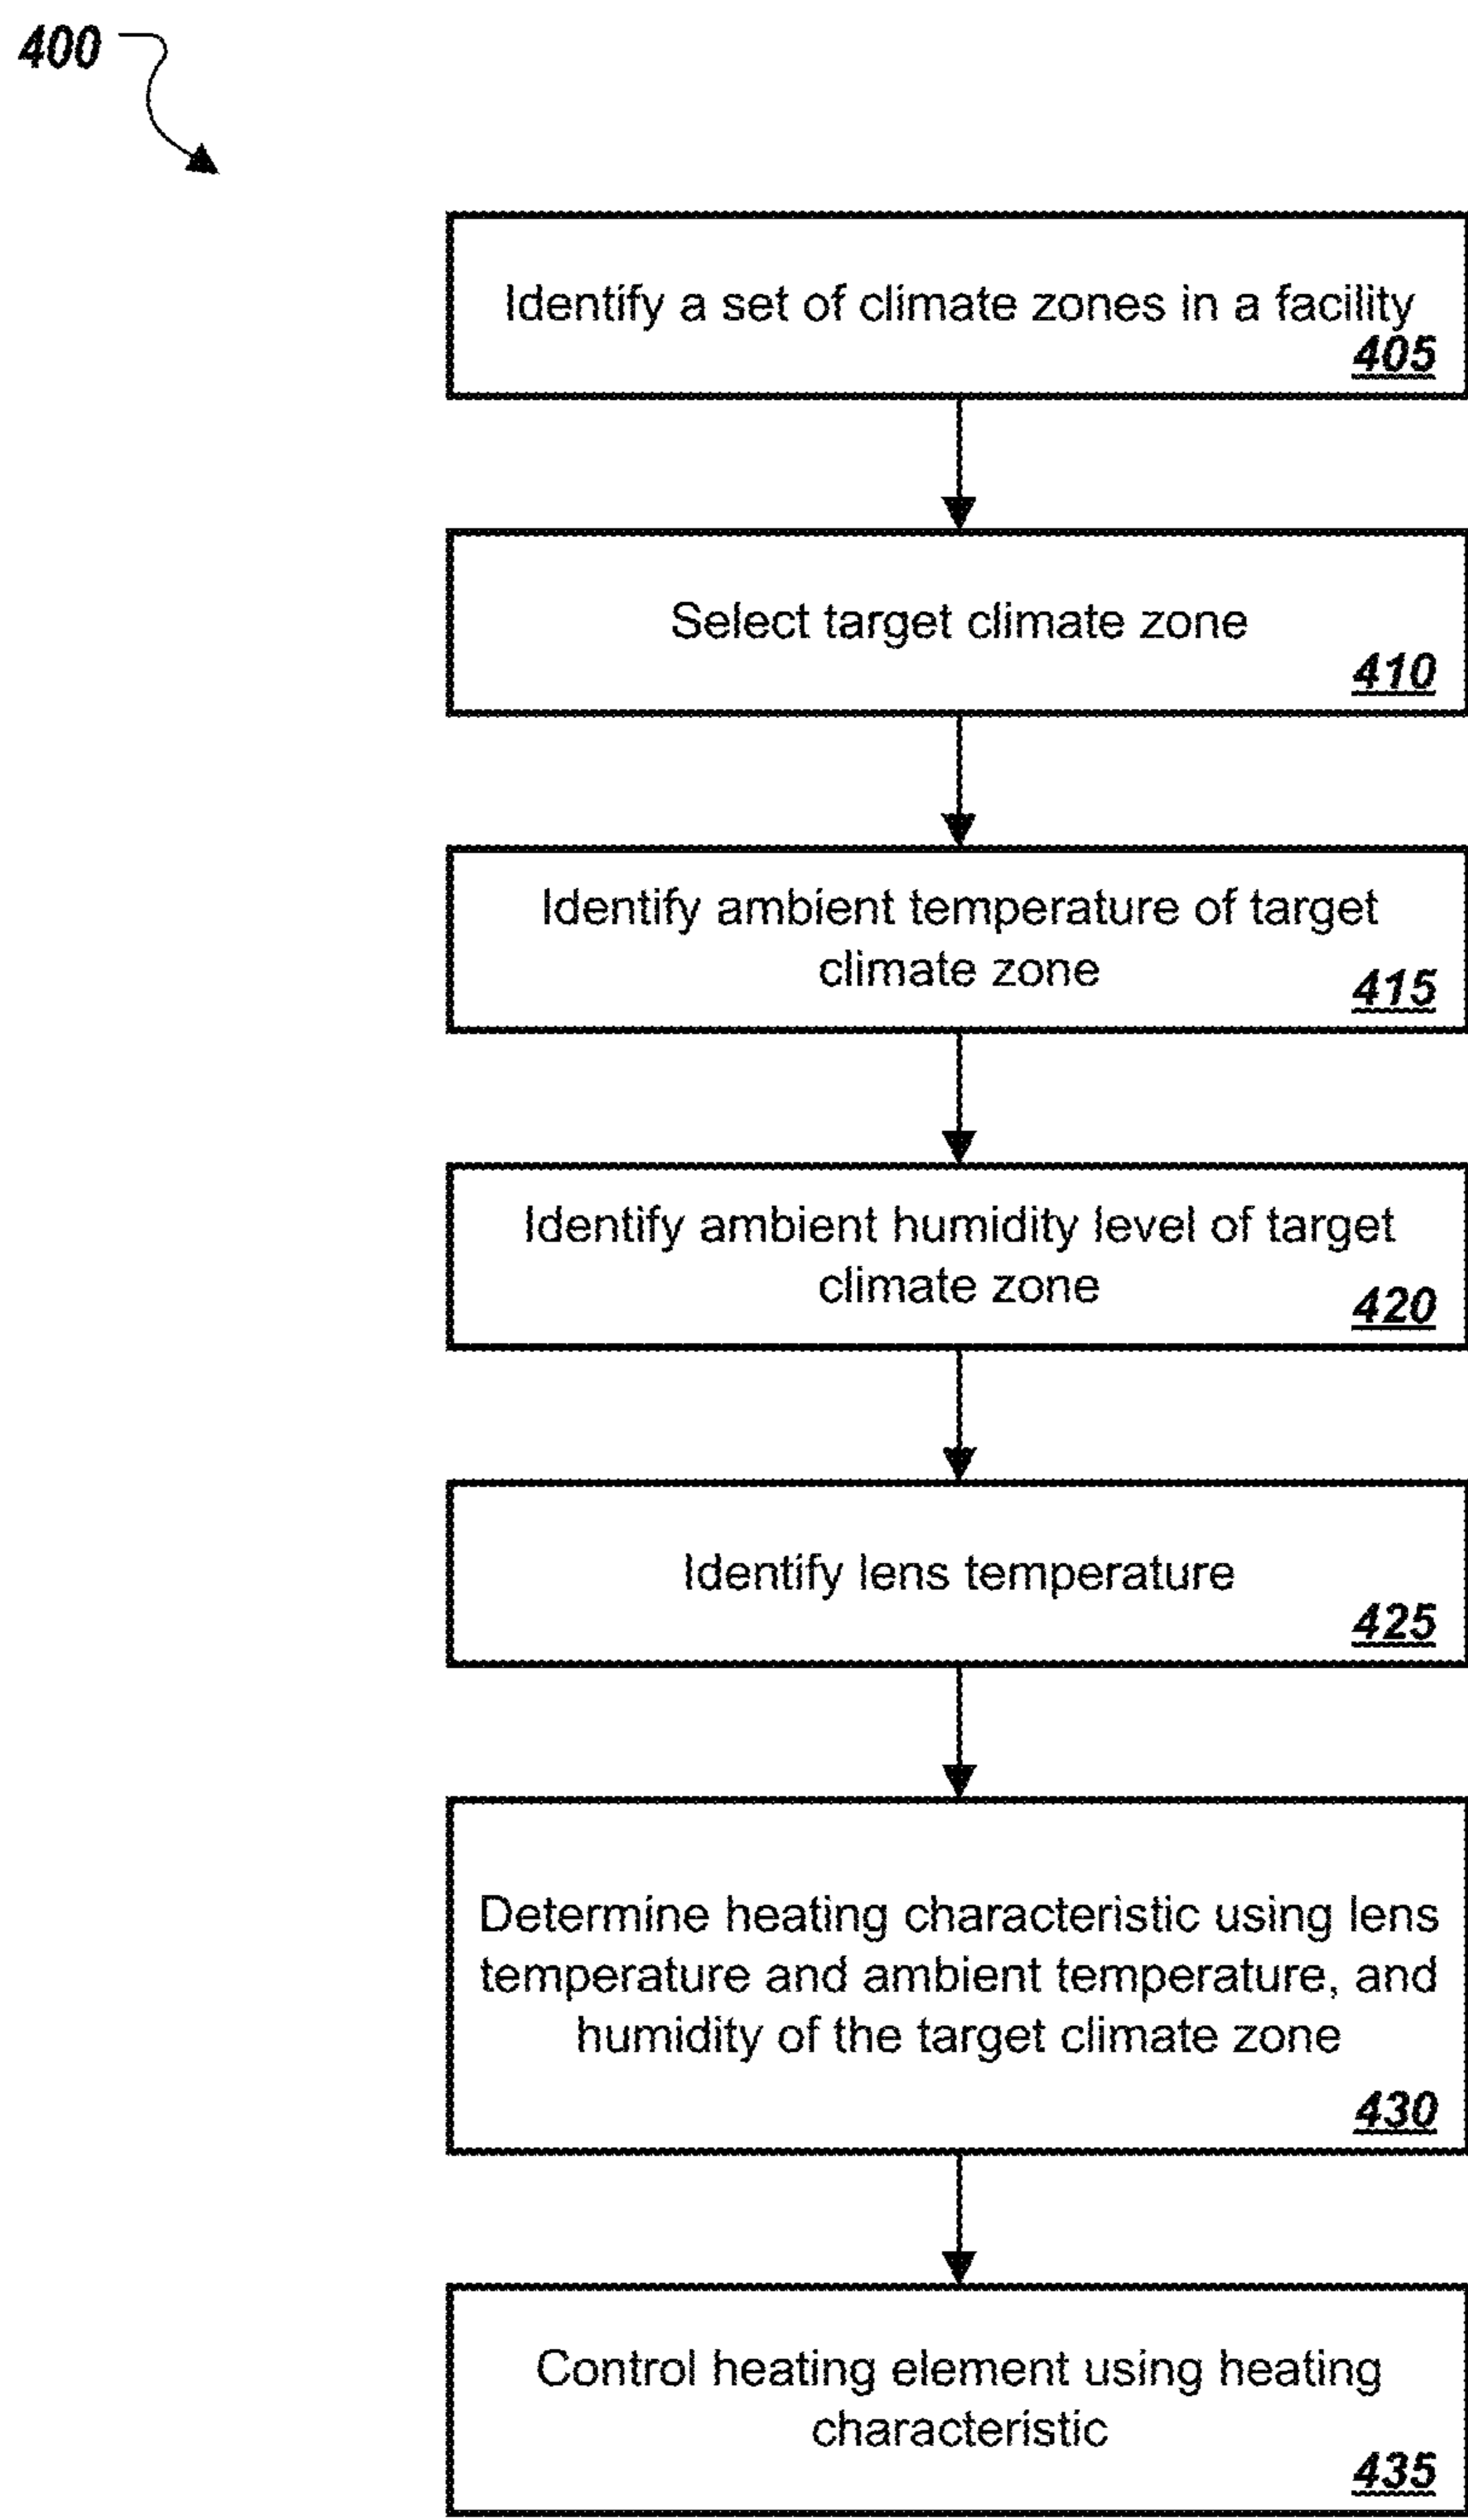 400
Identify a set of climate zones in a facility
405
Select target climate zone
410
Identify ambient temperature of target
climate zone
415
Identify ambient humidity level of target
climate zone
420
Identify lens temperature
425
Determine heating characteristic using lens
temperature and ambient temperature, and
humidity of the target climate zone
430
Control heating element using heating
characteristic
435